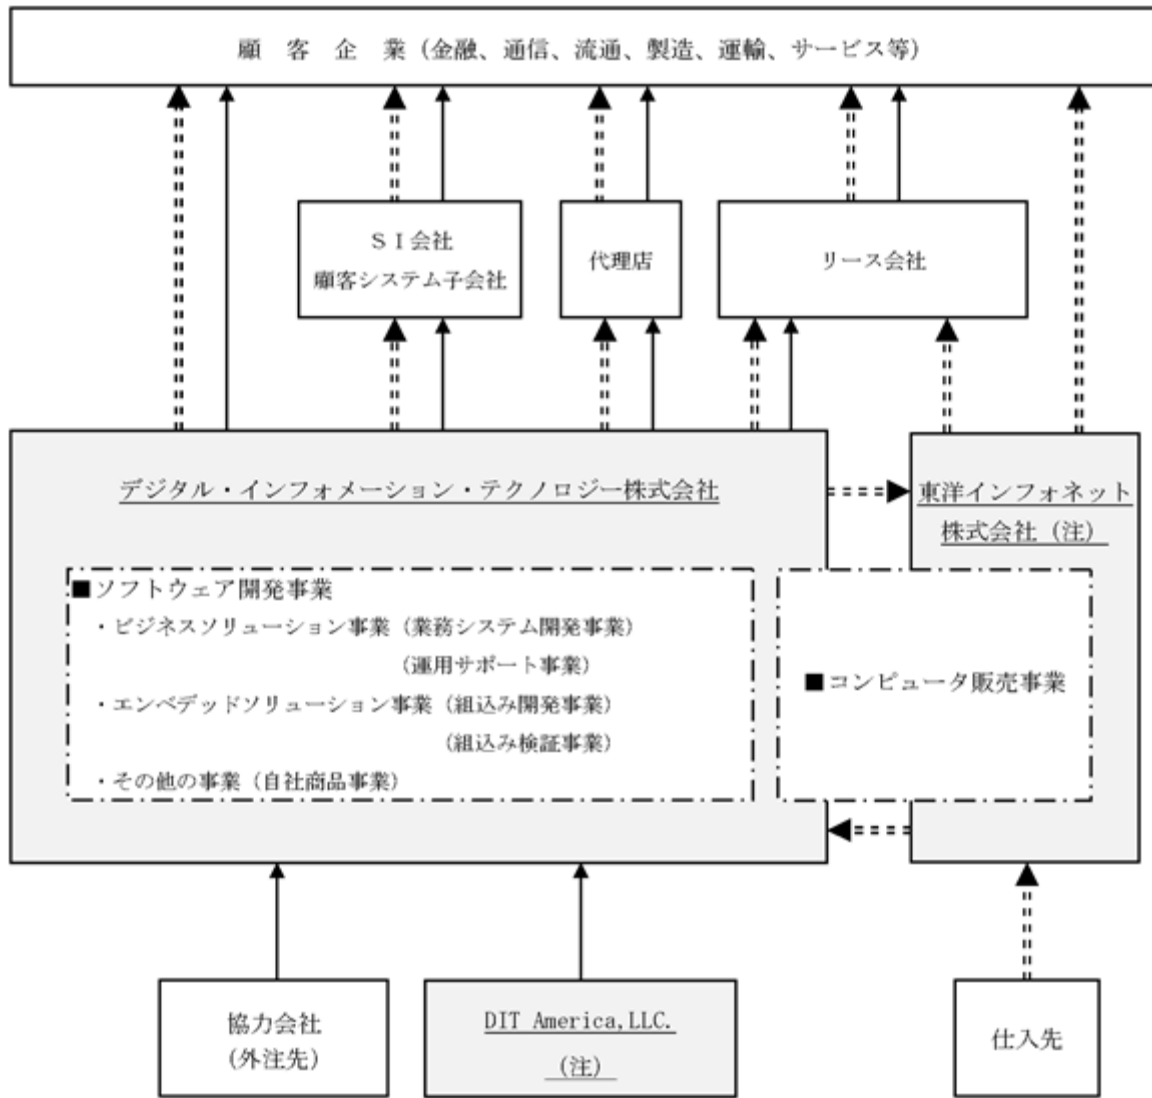 顧 客 企 業（金融、通信、流通、製造、運輸、サービス等）
ＳＩ会社
顧客システム子会社
代理店
リース会社
デジタル・インフォメーション・テクノロジー株式会社
東洋インフォネット
株式会社（注）
■ソフトウェア開発事業
・ビジネスソリューション事業（業務システム開発事業）
（運用サポート事業）
・エンベデッドソリューション事業（組込み開発事業）
（組込み検証事業）
・その他の事業（自社商品事業）
■コンピュータ販売事業
協力会社
（外注先）
DIT America,LLC.
（注）
仕入先